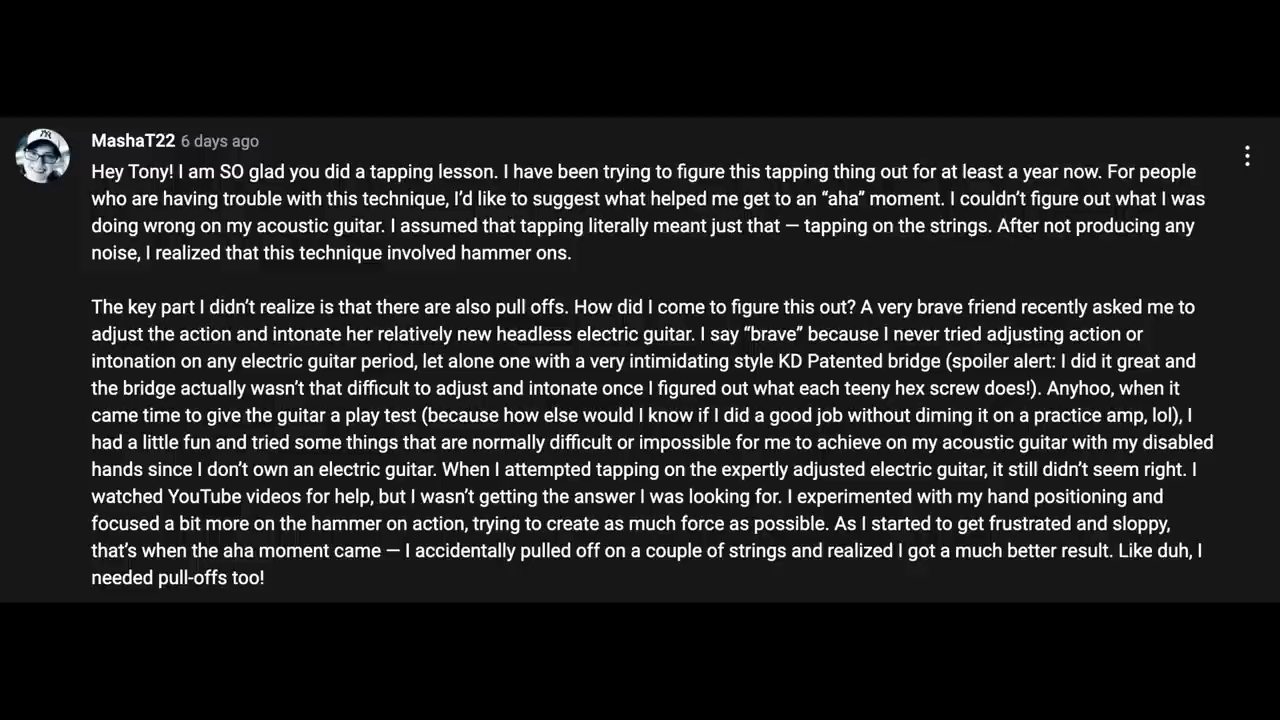 MashaT22 6 days ago
Hey Tony! I am SO glad you did a tapping lesson. I have been trying to figure this tapping thing out for at least a year now. For people
who are having trouble with this technique, I’d like to suggest what helped me get to an “aha” moment. I couldn’t figure out what I was
doing wrong on my acoustic guitar. I assumed that tapping literally meant just that — tapping on the strings. After not producing any
noise, I realized that this technique involved hammer ons.
The key part I didn’t realize is that there are also pull offs. How did I come to figure this out? A very brave friend recently asked me to
adjust the action and intonate her relatively new headless electric guitar. I say “brave” because I never tried adjusting action or
intonation on any electric guitar period, let alone one with a very intimidating style KD Patented bridge (spoiler alert: I did it great and
the bridge actually wasn’t that difficult to adjust and intonate once I figured out what each teeny hex screw does!). Anyhoo, when it
came time to give the guitar a play test (because how else would I know if I did a good job without diming it on a practice amp, lol), I
had a little fun and tried some things that are normally difficult or impossible for me to achieve on my acoustic guitar with my disabled
hands since I don’t own an electric guitar. When I attempted tapping on the expertly adjusted electric guitar, it still didn’t seem right. I
watched YouTube videos for help, but I wasn’t getting the answer I was looking for. I experimented with my hand positioning and
focused a bit more on the hammer on action, trying to create as much force as possible. As I started to get frustrated and sloppy,
that’s when the aha moment came — I accidentally pulled off on a couple of strings and realized I got a much better result. Like duh, I
needed pull-offs too!